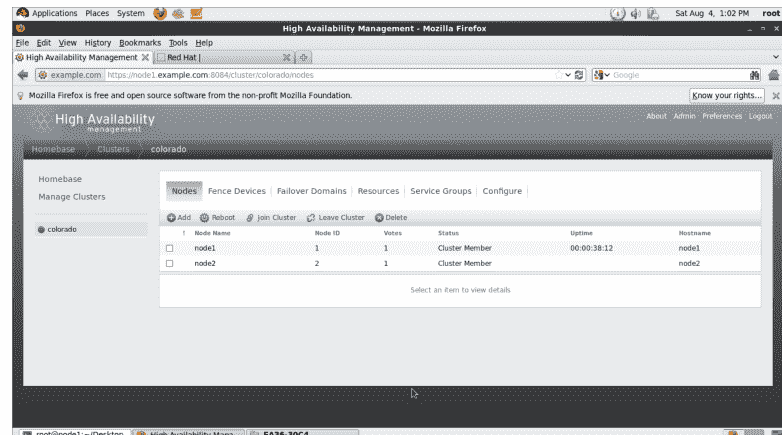 Applications Places System Sat Aug 4, 1:02 PM root
High Availability Management - Mozilla Firefox
File Edit View History Bookmarks Tools Help
High Availability Management Red Hat |
example.com https://node1.example.com:8084/cluster/colorado/nodes Google
Mozilla Firefox is free and open source software from the non-profit Mozilla Foundation. Know your rights...
High Availability
management
About Admin Preferences Logout
Homebase Clusters colorado
Homebase
Manage Clusters
colorado
Nodes Fence Devices Failover Domains Resources Service Groups Configure
Add Reboot Join Cluster Leave Cluster Delete
! Node Name Node ID Votes Status Uptime Hostname
node1 1 1 Cluster Member 00:00:38:12 node1
node2 2 1 Cluster Member node2
Select an item to view details
root@node1:~/Desktop High Availability Mana... 5A36-30C4